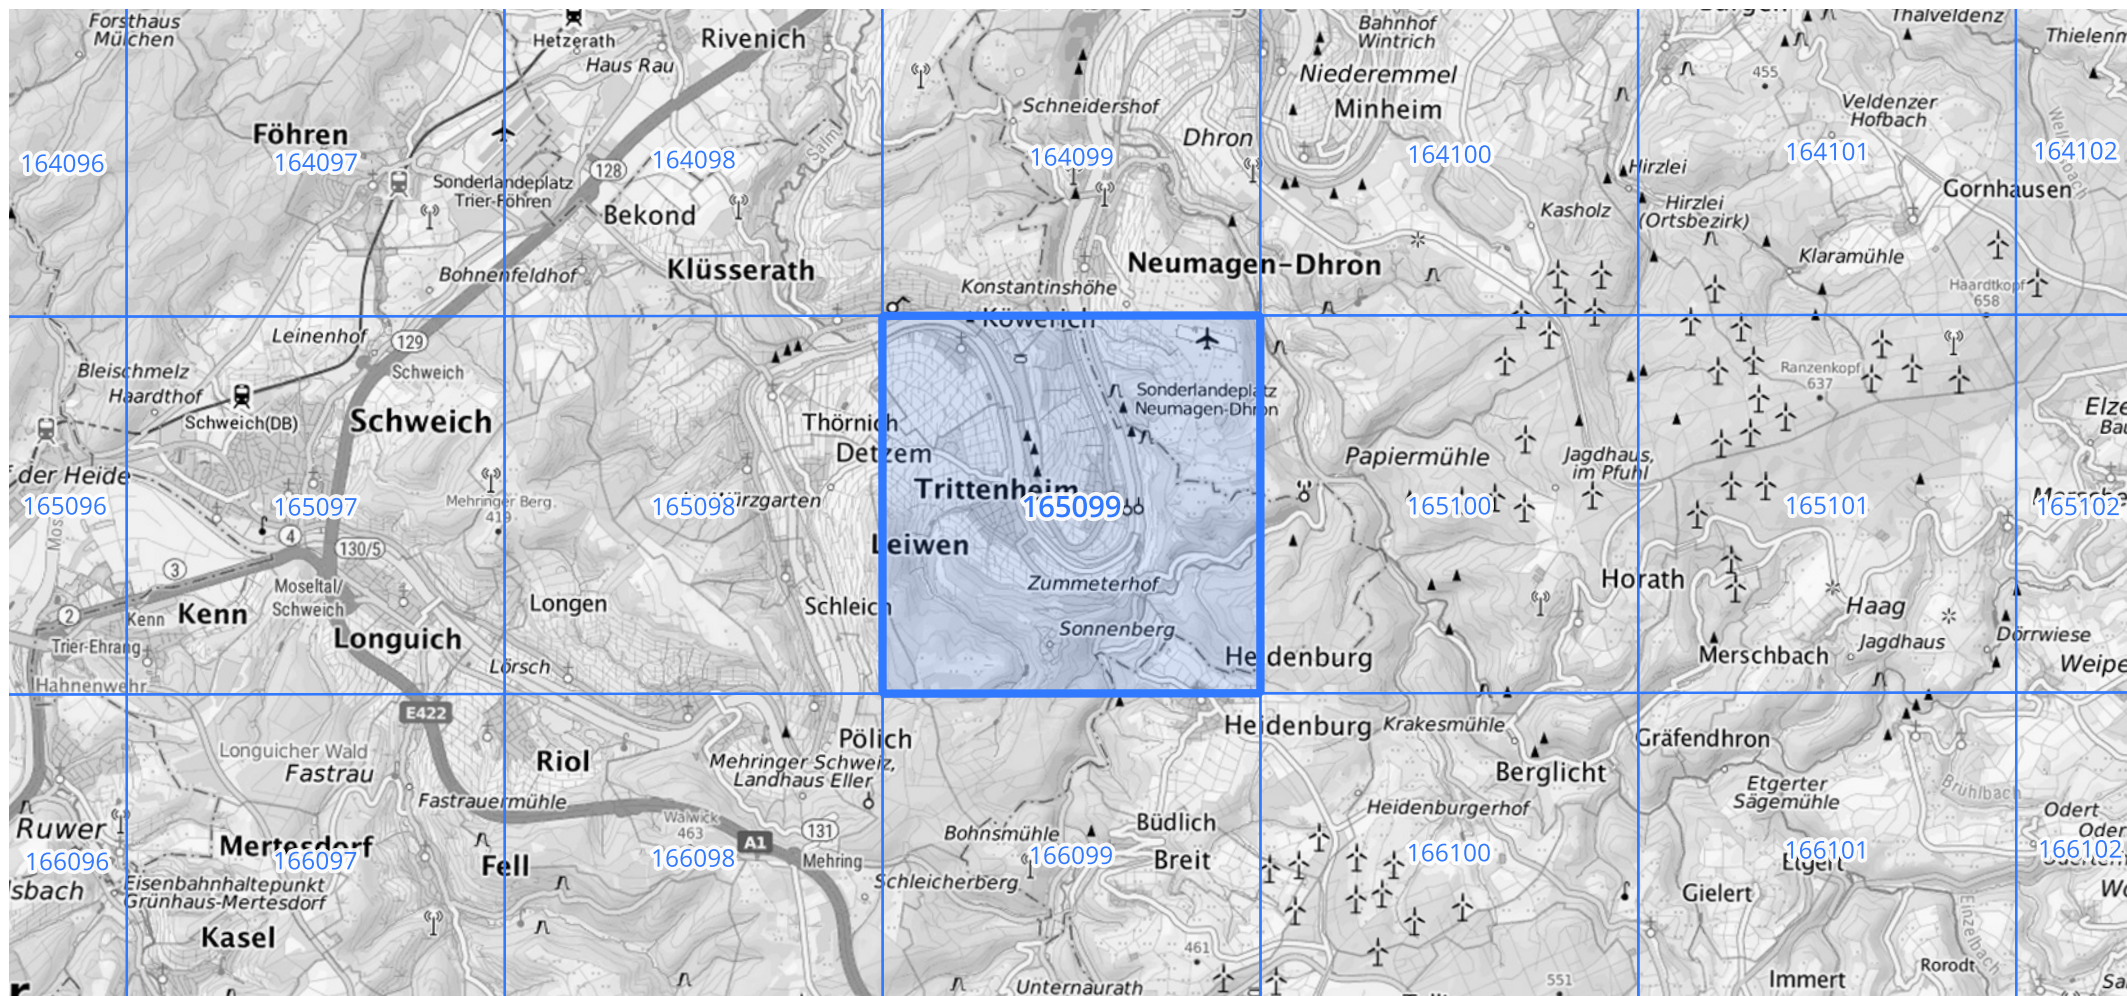 Forsthaus
Mülchen
Hetzerath
Haus Rau
Rivenich
Bahnhof
Wintrich
Thalveldenz
Niederemmel
Minheim
455
Veldenzer
Hofbach
Föhren
Schneidershof
Dhron
Salm
164096
164097
164098
164099
164100
164101
164102
128
Sonderlandeplatz
Trier-Föhren
Hirzlei
Gornhausen
Bekond
Kasholz
Hirzlei
(Ortsbezirk)
Bohnenfeldhof
Klüsserath
Neumagen-Dhron
Klaramühle
Konstantinshöhe
Haardtkopf
658
Köwerich
Leinenhof
129
Schweich
Bleischmelz
Haardthof
Ranzenkopf
637
Sonderlandeplatz
Neumagen-Dhron
Schweich(DB)
Schweich
Thörnich
Detzem
Papiermühle
Jagdhaus,
im Pfuhl
der Heide
Mehringer Berg
419
Trittenheim
165096
165097
165098
165099
165100
165101
165102
4
130/5
Leiwen
3
Moseltal/
Schweich
Zummeterhof
Horath
2
Kenn
Kenn
Longen
Schleich
Haag
Trier-Ehrang
Longuich
Sonnenberg
Jagdhaus
Dörrwiese
Lörsch
Heidenburg
Merschbach
Hahnenwehr
E422
Heidenburg
Krakesmühle
Gräfendhron
Longuicher Wald
Fastrau
Riol
Pölich
Mehringer Schweiz,
Landhaus Eller
Berglicht
Etgerter
Sägemühle
Brühlbach
Fastrauermühle
Heidenburgerhof
Odert
Ruwer
Walwick
463
131
Bohnsmühle
Büdlich
Mertesdorf
A1
Mehring
Breit
166096
166097
166098
166099
166100
166101
166102
Fell
Etgert
Eisenbahnhaltepunkt
Grünhaus-Mertesdorf
Schleicherberg
Gielert
Einzelbach
Kasel
461
Rorodt
Unternaurath
551
Immert